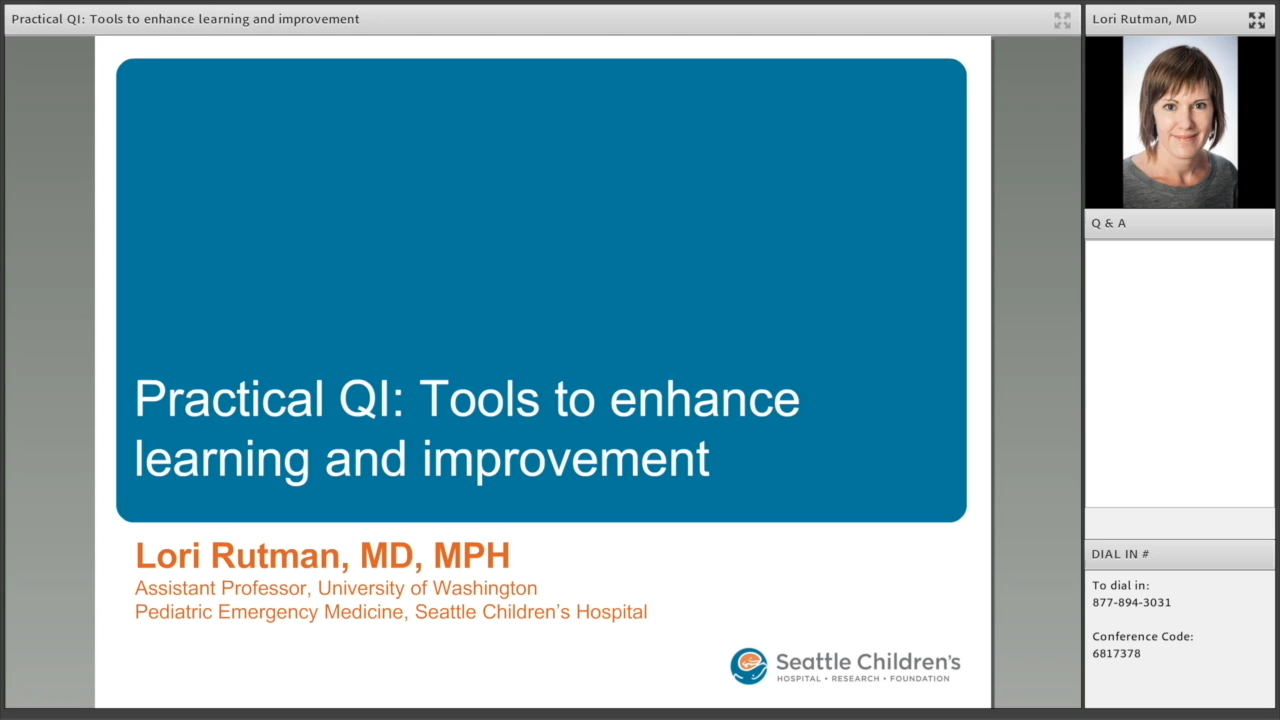 Practical QI: Tools to enhance learning and improvement
Lori Rutman, MD
Practical QI: Tools to enhance
learning and improvement
Lori Rutman, MD, MPH
Assistant Professor, University of Washington
Pediatric Emergency Medicine, Seattle Children’s Hospital
Seattle Children's
HOSPITAL • RESEARCH • FOUNDATION
Q & A
DIAL IN #
To dial in:
877-894-3031
Conference Code:
6817378